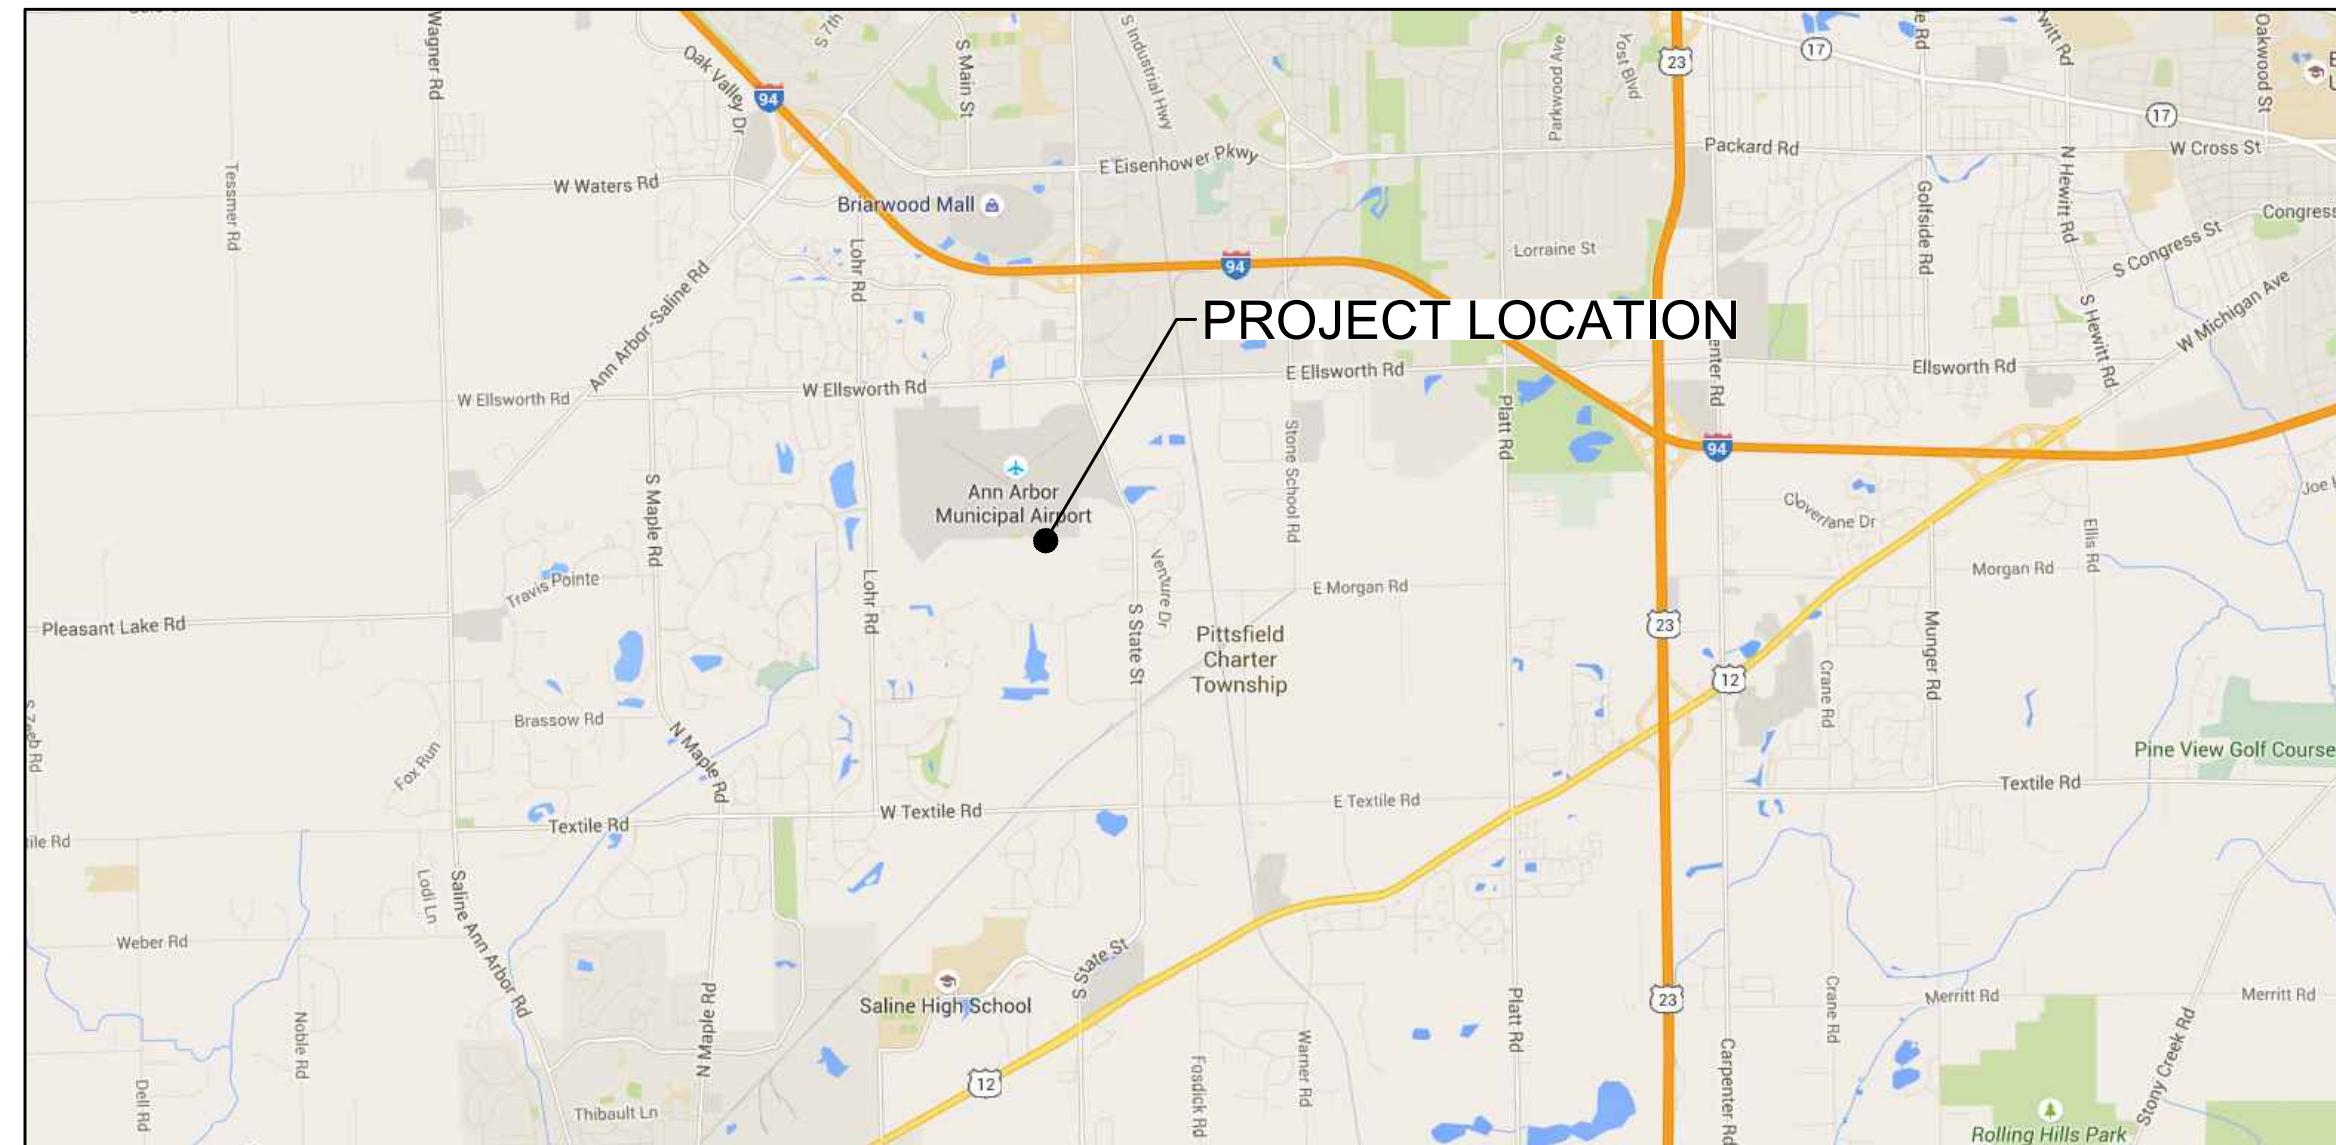 Wagner Rd
S 7th
S Main St
S Industrial Hwy
Parkwood Ave
Yost Blvd
23
17
Oakwood St
Oak Valley Dr
94
17
Packard Rd
W Cross St
E Eisenhower Pkwy
Tessmer Rd
W Waters Rd
Briarwood Mall
Golfside Rd
N Hewitt Rd
Congress
S Congress St
Lohr Rd
Lorraine St
94
Ann Arbor-Saline Rd
PROJECT LOCATION
S Hewitt Rd
W Michigan Ave
W Ellsworth Rd
W Ellsworth Rd
E Ellsworth Rd
Ellsworth Rd
Platt Rd
Stone School Rd
94
Ann Arbor
Municipal Airport
S Maple Rd
Cloverlane Dr
Ellis Rd
Travis Pointe
Lohr Rd
Venture Dr
E Morgan Rd
Morgan Rd
Pleasant Lake Rd
S State St
Pittsfield
Charter
Township
23
Munger Rd
12
Crane Rd
S Zeeb Rd
Brassow Rd
Fox Run
N Maple Rd
Pine View Golf Course
Textile Rd
W Textile Rd
E Textile Rd
Textile Rd
Lodi Ln
Saline Ann Arbor Rd
Weber Rd
S State St
Saline High School
N Maple Rd
Platt Rd
23
Crane Rd
Merritt Rd
Merritt Rd
Noble Rd
Dell Rd
Thibault Ln
12
Fosdick Rd
Warner Rd
Carpenter Rd
Stony Creek Rd
Rolling Hills Park